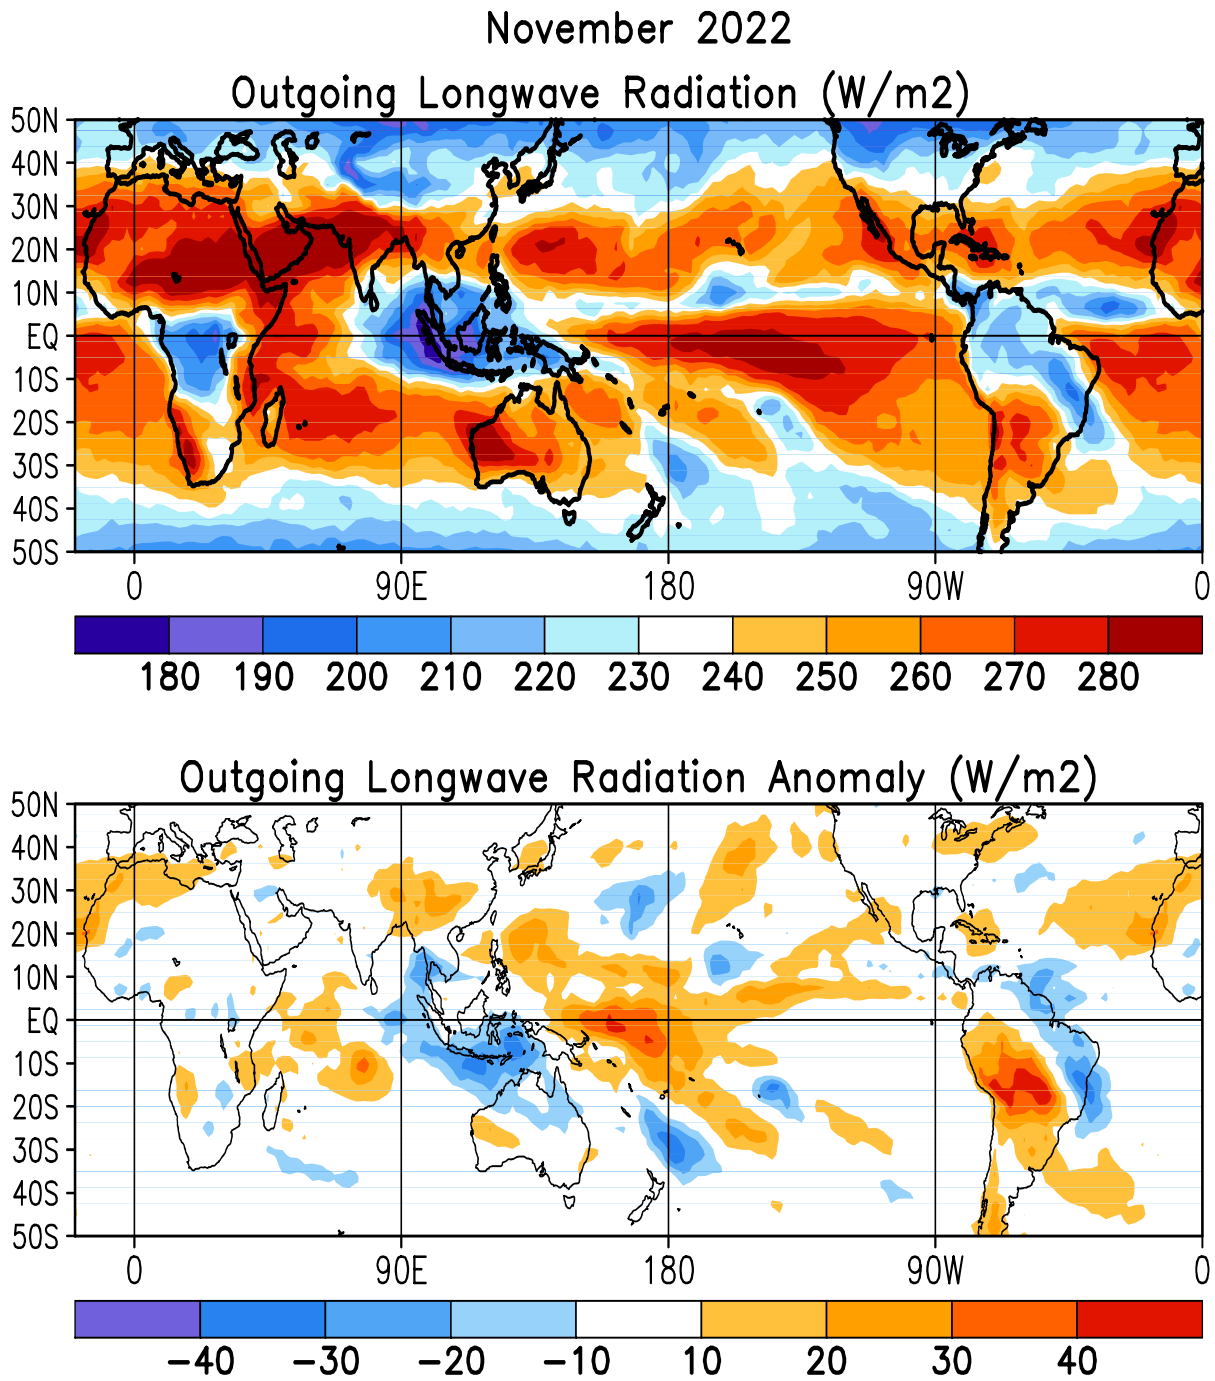 November 2022
Outgoing Longwave Radiation (W/m2)
50N
40N
30N
20N
10N
EQ
10S
20S
30S
40S
50S
0 90E 180 90W 0
180 190 200 210 220 230 240 250 260 270 280
Outgoing Longwave Radiation Anomaly (W/m2)
50N
40N
30N
20N
10N
EQ
10S
20S
30S
40S
50S
0 90E 180 90W 0
−40 −30 −20 −10 10 20 30 40